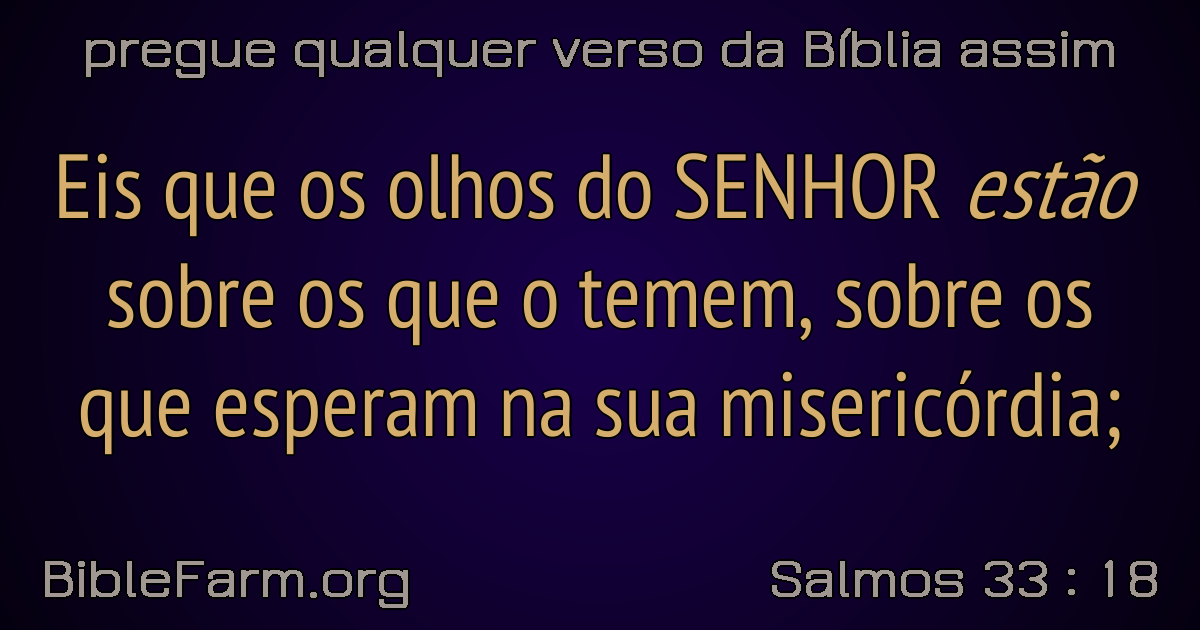 pregue qualquer verso da Bíblia assim
Eis que os olhos do SENHOR estão
sobre os que o temem, sobre os
que esperam na sua misericórdia;
BibleFarm.org
Salmos 33 : 18